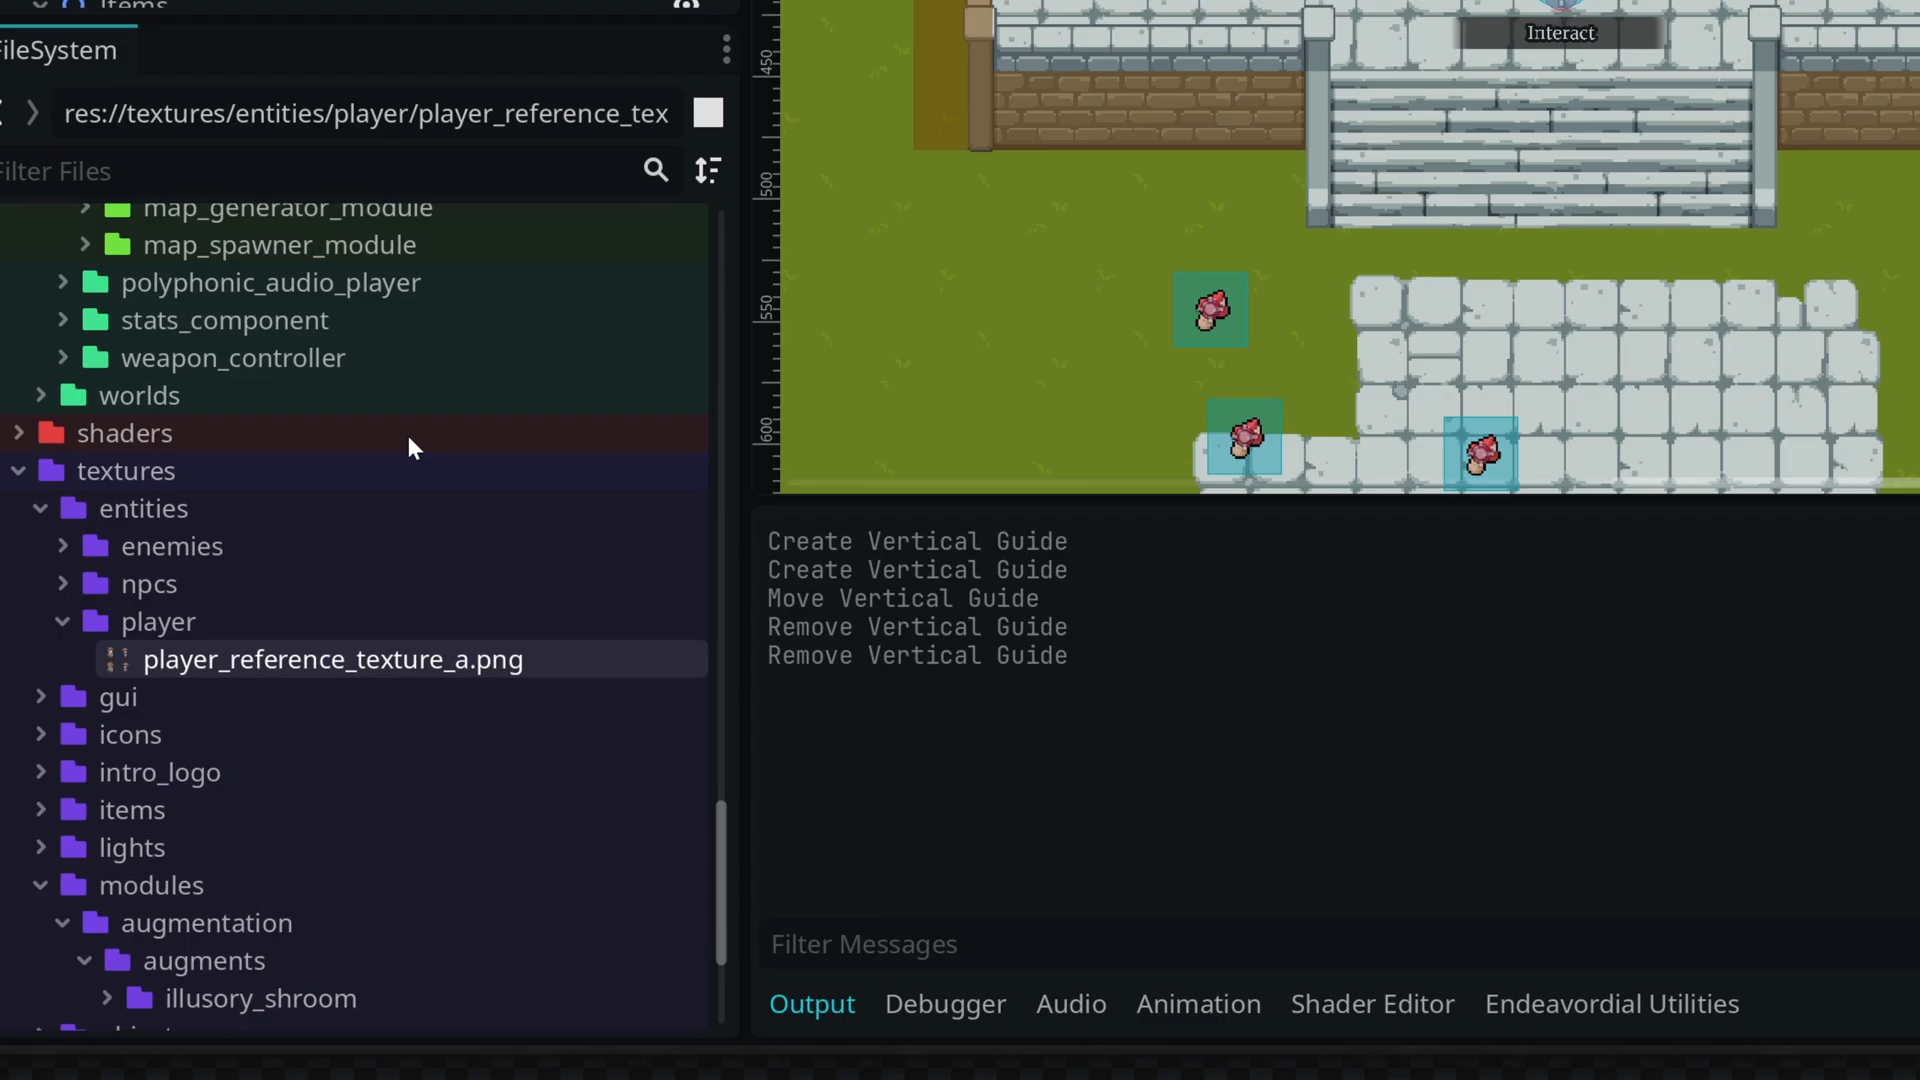 Items
FileSystem
res://textures/entities/player/player_reference_tex
Filter Files
map_generator_module
map_spawner_module
polyphonic_audio_player
stats_component
weapon_controller
worlds
shaders
textures
entities
enemies
npcs
player
player_reference_texture_a.png
gui
icons
intro_logo
items
lights
modules
augmentation
augments
illusory_shroom
450
500
550
600
Interact
Create Vertical Guide
Create Vertical Guide
Move Vertical Guide
Remove Vertical Guide
Remove Vertical Guide
Filter Messages
Output Debugger Audio Animation Shader Editor Endeavordial Utilities